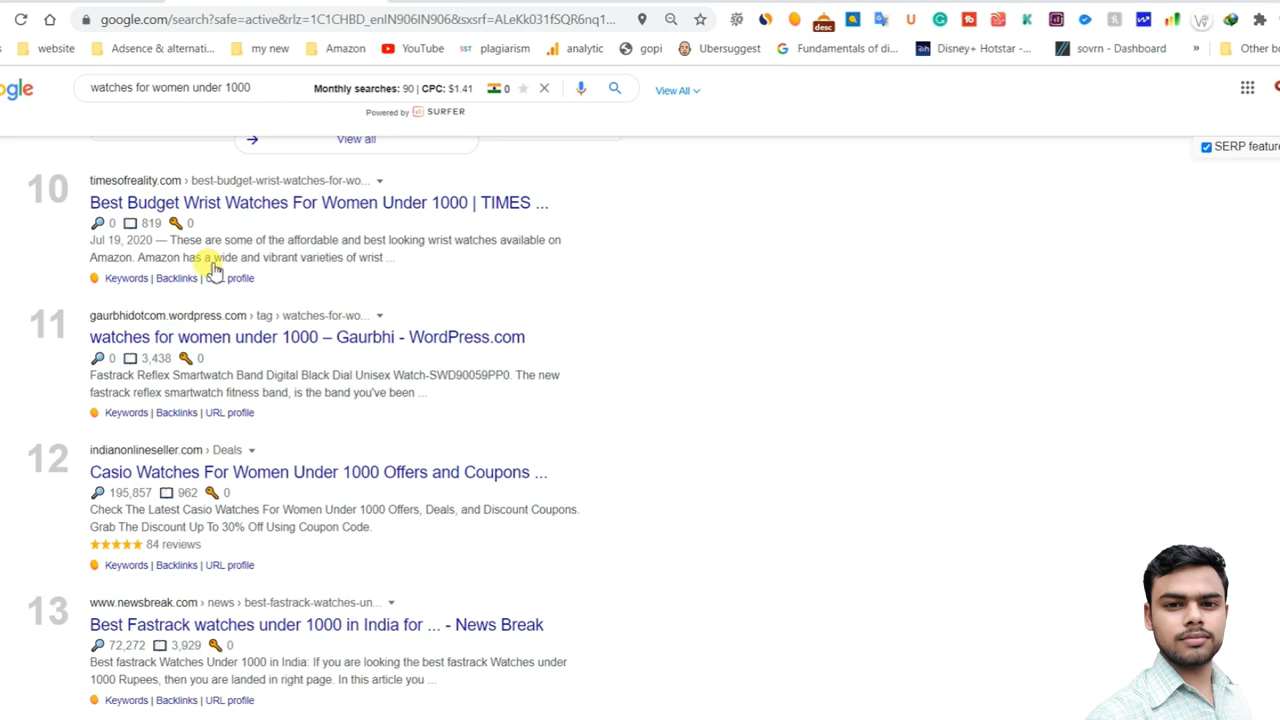 google.com/search?safe=active&rlz=1C1CHBD_enIN906IN906&sxsrf=ALeKk031fSQR6nq1...
desc
website
Adsence & alternati...
my new
Amazon
YouTube
SST plagiarism
analytic
gopi
Ubersuggest
Fundamentals of di...
Disney+ Hotstar -...
sovrn - Dashboard
»
Other bo
gle
watches for women under 1000
Monthly searches: 90 | CPC: $1.41
0
View All
Powered by SURFER
View all
SERP featur
10
timesofreality.com › best-budget-wrist-watches-for-wo...
Best Budget Wrist Watches For Women Under 1000 | TIMES ...
0 819 0
Jul 19, 2020 — These are some of the affordable and best looking wrist watches available on
Amazon. Amazon has a wide and vibrant varieties of wrist ...
Keywords | Backlinks | URL profile
11
gaurbhidotcom.wordpress.com › tag › watches-for-wo...
watches for women under 1000 – Gaurbhi - WordPress.com
0 3,438 0
Fastrack Reflex Smartwatch Band Digital Black Dial Unisex Watch-SWD90059PP0. The new
fastrack reflex smartwatch fitness band, is the band you've been ...
Keywords | Backlinks | URL profile
12
indianonlineseller.com › Deals
Casio Watches For Women Under 1000 Offers and Coupons ...
195,857 962 0
Check The Latest Casio Watches For Women Under 1000 Offers, Deals, and Discount Coupons.
Grab The Discount Up To 30% Off Using Coupon Code.
84 reviews
Keywords | Backlinks | URL profile
13
www.newsbreak.com › news › best-fastrack-watches-un...
Best Fastrack watches under 1000 in India for ... - News Break
72,272 3,929 0
Best fastrack Watches Under 1000 in India: If you are looking the best fastrack Watches under
1000 Rupees, then you are landed in right page. In this article you ...
Keywords | Backlinks | URL profile